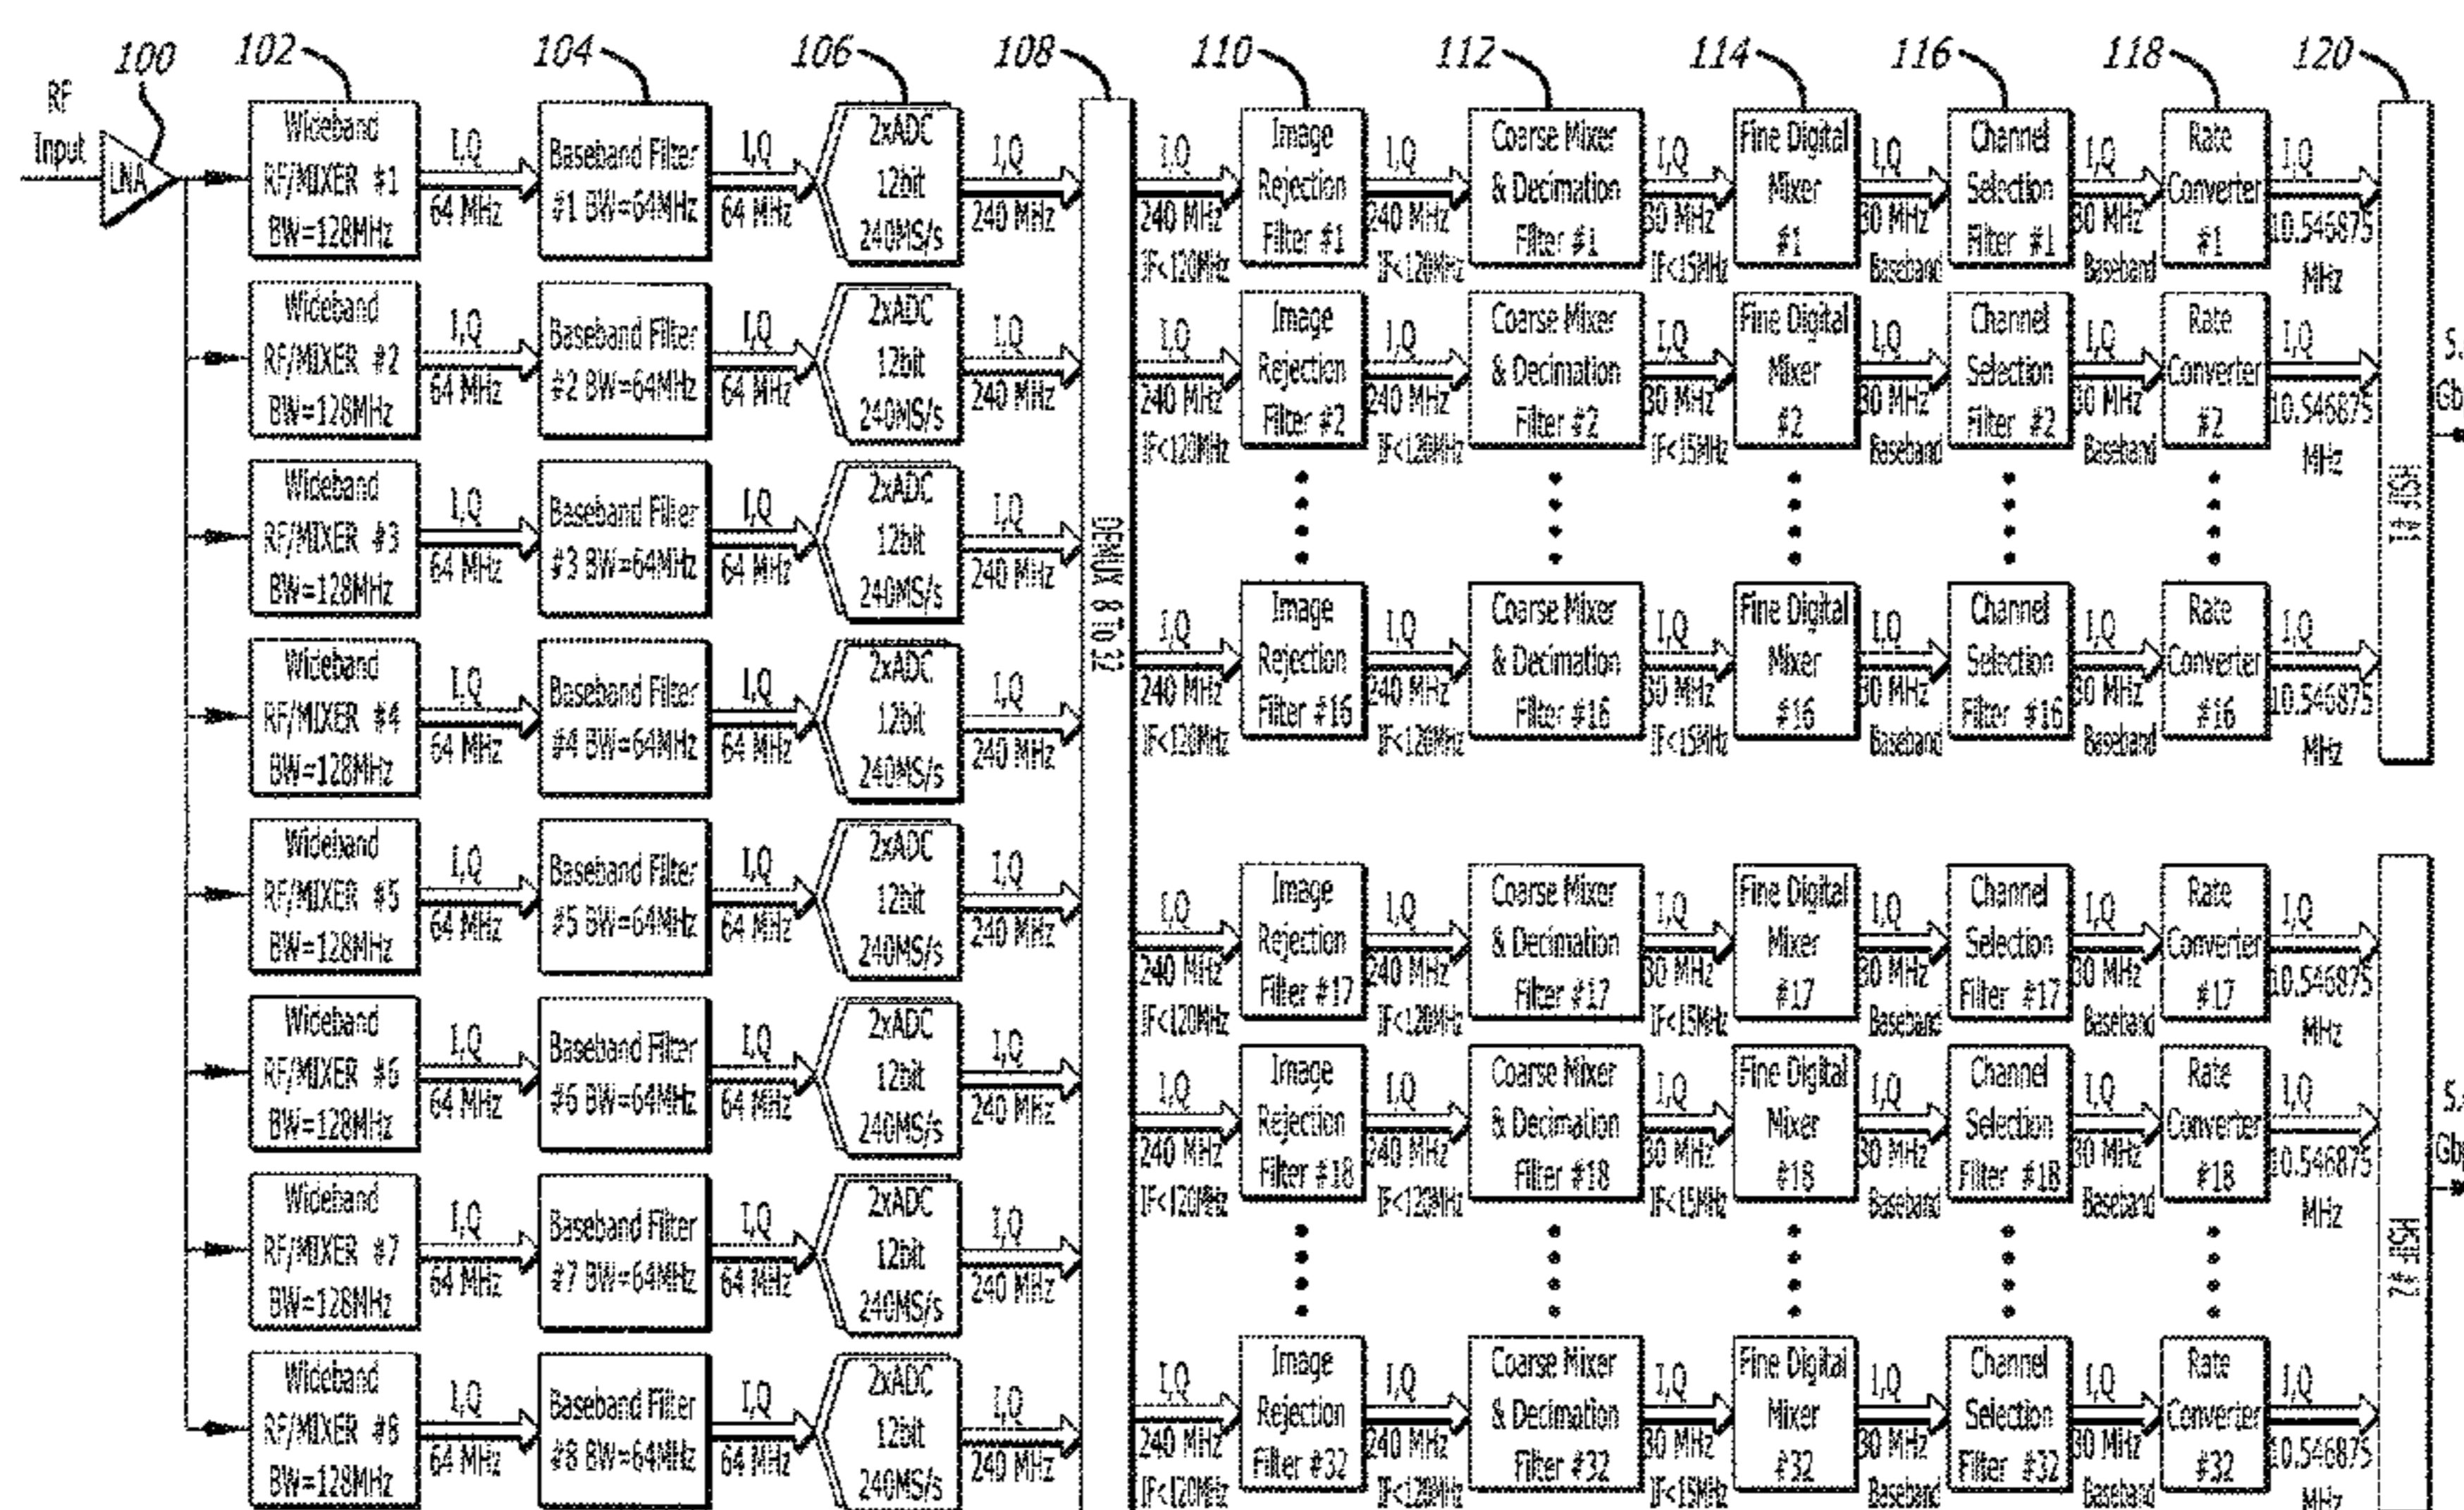 100
102
104
106
108
110
112
114
116
118
120
RF
Input
LNA
Wideband
RF/MIXER #1
BW=128MHz
I,Q
64 MHz
Baseband Filter
#1 BW=64MHz
I,Q
64 MHz
2xADC
12bit
240MS/s
I,Q
240 MHz
Wideband
RF/MIXER #2
BW=128MHz
I,Q
64 MHz
Baseband Filter
#2 BW=64MHz
I,Q
64 MHz
2xADC
12bit
240MS/s
I,Q
240 MHz
Wideband
RF/MIXER #3
BW=128MHz
I,Q
64 MHz
Baseband Filter
#3 BW=64MHz
I,Q
64 MHz
2xADC
12bit
240MS/s
I,Q
240 MHz
Wideband
RF/MIXER #4
BW=128MHz
I,Q
64 MHz
Baseband Filter
#4 BW=64MHz
I,Q
64 MHz
2xADC
12bit
240MS/s
I,Q
240 MHz
Wideband
RF/MIXER #5
BW=128MHz
I,Q
64 MHz
Baseband Filter
#5 BW=64MHz
I,Q
64 MHz
2xADC
12bit
240MS/s
I,Q
240 MHz
Wideband
RF/MIXER #6
BW=128MHz
I,Q
64 MHz
Baseband Filter
#6 BW=64MHz
I,Q
64 MHz
2xADC
12bit
240MS/s
I,Q
240 MHz
Wideband
RF/MIXER #7
BW=128MHz
I,Q
64 MHz
Baseband Filter
#7 BW=64MHz
I,Q
64 MHz
2xADC
12bit
240MS/s
I,Q
240 MHz
Wideband
RF/MIXER #8
BW=128MHz
I,Q
64 MHz
Baseband Filter
#8 BW=64MHz
I,Q
64 MHz
2xADC
12bit
240MS/s
I,Q
240 MHz
DEMUX 8 To 32
I,Q
240 MHz
IF<120MHz
Image
Rejection
Filter #1
I,Q
240 MHz
IF<120MHz
Coarse Mixer
& Decimation
Filter #1
I,Q
30 MHz
IF<15MHz
Fine Digital
Mixer
#1
I,Q
30 MHz
Baseband
Channel
Selection
Filter #1
I,Q
30 MHz
Baseband
Rate
Converter
#1
I,Q
10.546875
MHz
I,Q
240 MHz
IF<120MHz
Image
Rejection
Filter #2
I,Q
240 MHz
IF<120MHz
Coarse Mixer
& Decimation
Filter #2
I,Q
30 MHz
IF<15MHz
Fine Digital
Mixer
#2
I,Q
30 MHz
Baseband
Channel
Selection
Filter #2
I,Q
30 MHz
Baseband
Rate
Converter
#2
I,Q
10.546875
MHz
I,Q
240 MHz
IF<120MHz
Image
Rejection
Filter #16
I,Q
240 MHz
IF<120MHz
Coarse Mixer
& Decimation
Filter #16
I,Q
30 MHz
IF<15MHz
Fine Digital
Mixer
#16
I,Q
30 MHz
Baseband
Channel
Selection
Filter #16
I,Q
30 MHz
Baseband
Rate
Converter
#16
I,Q
10.546875
MHz
HSIF #1
I,Q
240 MHz
IF<120MHz
Image
Rejection
Filter #17
I,Q
240 MHz
IF<120MHz
Coarse Mixer
& Decimation
Filter #17
I,Q
30 MHz
IF<15MHz
Fine Digital
Mixer
#17
I,Q
30 MHz
Baseband
Channel
Selection
Filter #17
I,Q
30 MHz
Baseband
Rate
Converter
#17
I,Q
10.546875
MHz
I,Q
240 MHz
IF<120MHz
Image
Rejection
Filter #18
I,Q
240 MHz
IF<120MHz
Coarse Mixer
& Decimation
Filter #18
I,Q
30 MHz
IF<15MHz
Fine Digital
Mixer
#18
I,Q
30 MHz
Baseband
Channel
Selection
Filter #18
I,Q
30 MHz
Baseband
Rate
Converter
#18
I,Q
10.546875
MHz
I,Q
240 MHz
IF<120MHz
Image
Rejection
Filter #32
I,Q
240 MHz
IF<120MHz
Coarse Mixer
& Decimation
Filter #32
I,Q
30 MHz
IF<15MHz
Fine Digital
Mixer
#32
I,Q
30 MHz
Baseband
Channel
Selection
Filter #32
I,Q
30 MHz
Baseband
Rate
Converter
#32
I,Q
10.546875
MHz
HSIF #2